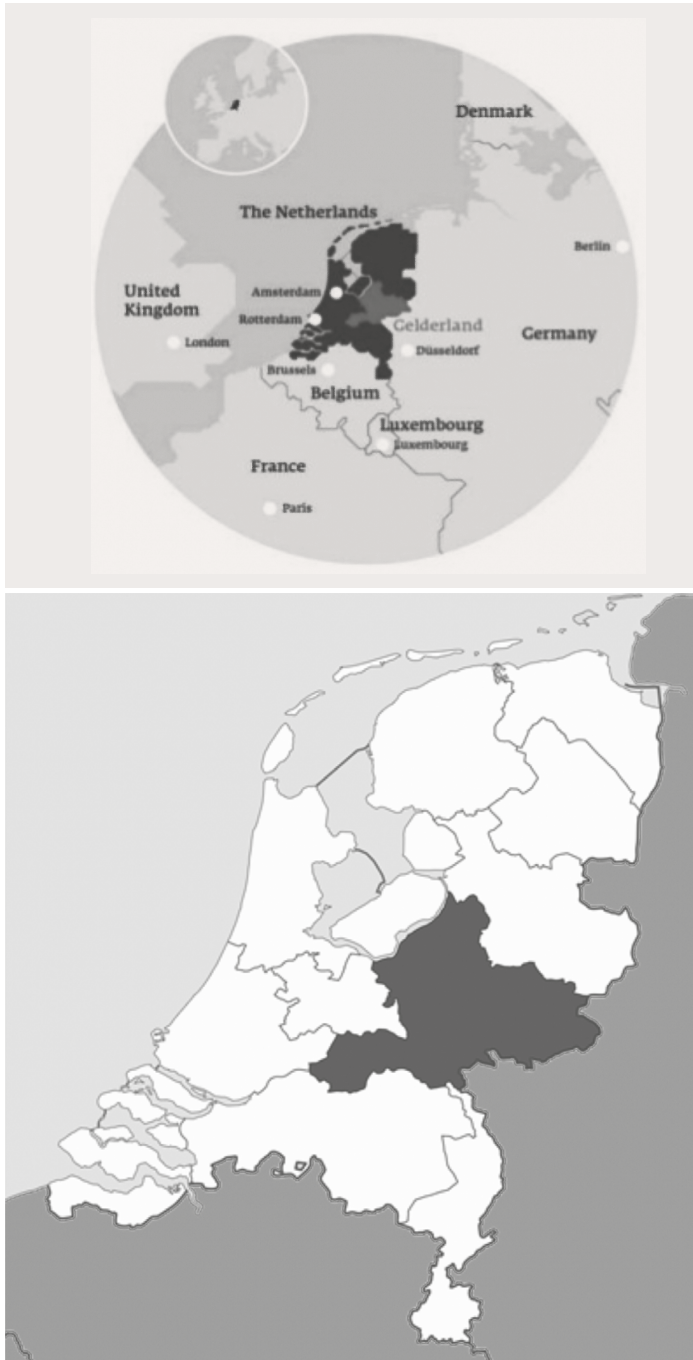 Denmark
The Netherlands
Berlin
United
Kingdom
Amsterdam
Rotterdam
Gelderland
Germany
London
Düsseldorf
Brussels
Belgium
Luxembourg
Luxembourg
France
Paris